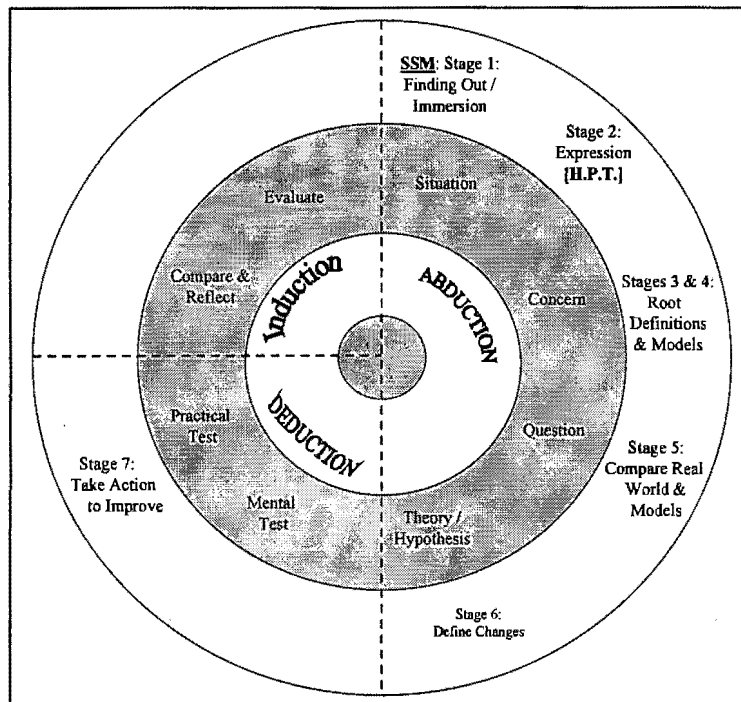 SSM: Stage 1:
Finding Out /
Immersion
Stage 2:
Expression
[H.P.T.]
Stages 3 & 4:
Root
Definitions
& Models
Stage 5:
Compare Real
World &
Models
Stage 6:
Define Changes
Stage 7:
Take Action
to Improve
Situation
Concern
Question
Theory /
Hypothesis
Mental
Test
Practical
Test
Compare &
Reflect
Evaluate
ABDUCTION
DEDUCTION
Induction